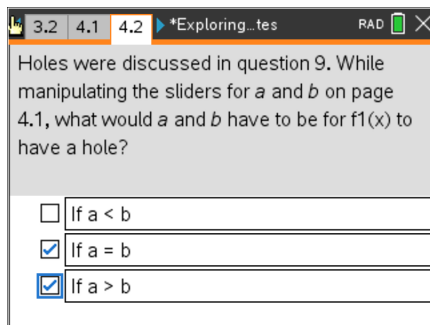 3.2 4.1 4.2 *Exploring...tes RAD
Holes were discussed in question 9. While
manipulating the sliders for a and b on page
4.1, what would a and b have to be for f1(x) to
have a hole?
If a < b
If a = b
If a > b